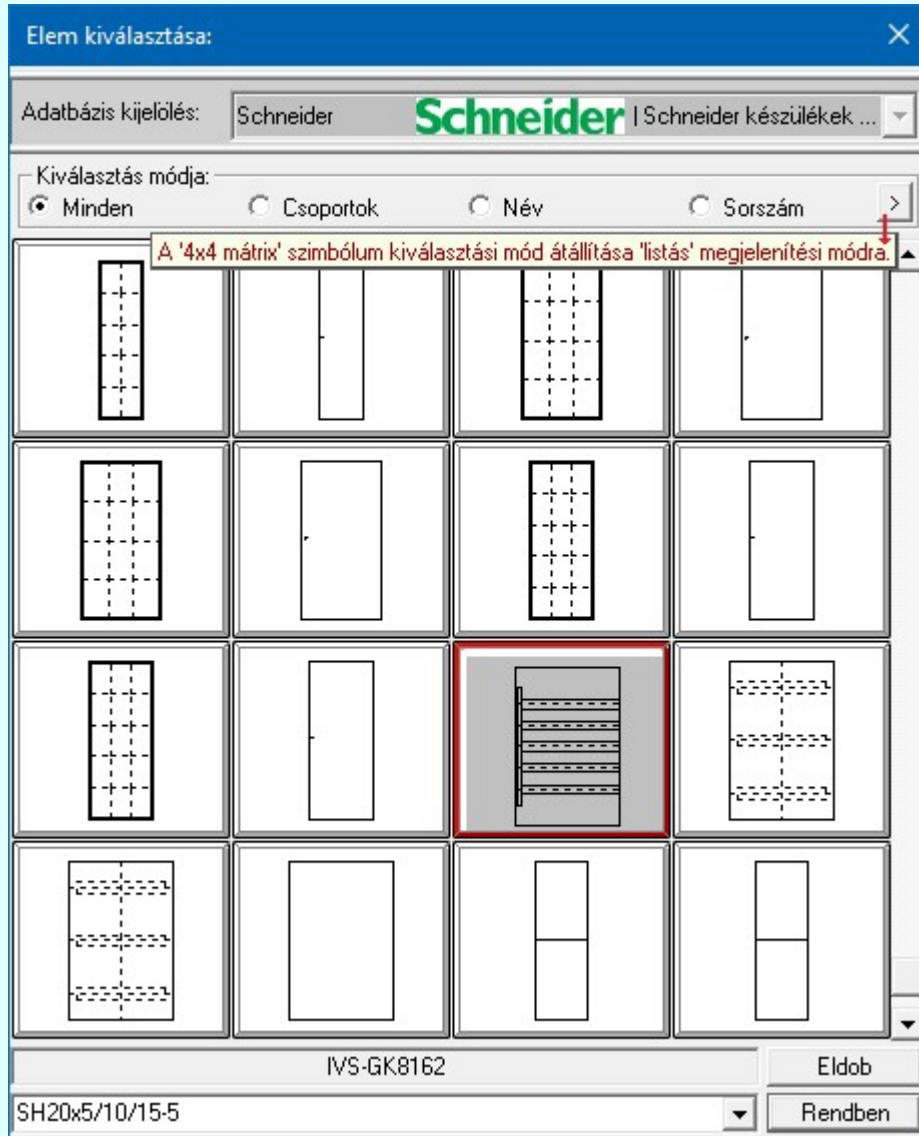 Elem kiválasztása:
Adatbázis kijelölés:
Schneider Schneider | Schneider készülékek ...
Kiválasztás módja:
Minden Csoportok Név Sorszám >
A '4x4 mátrix' szimbólum kiválasztási mód átállítása 'listás' megjelenítési módra.
IVS-GK8162 Eldob
SH20x5/10/15-5 Rendben